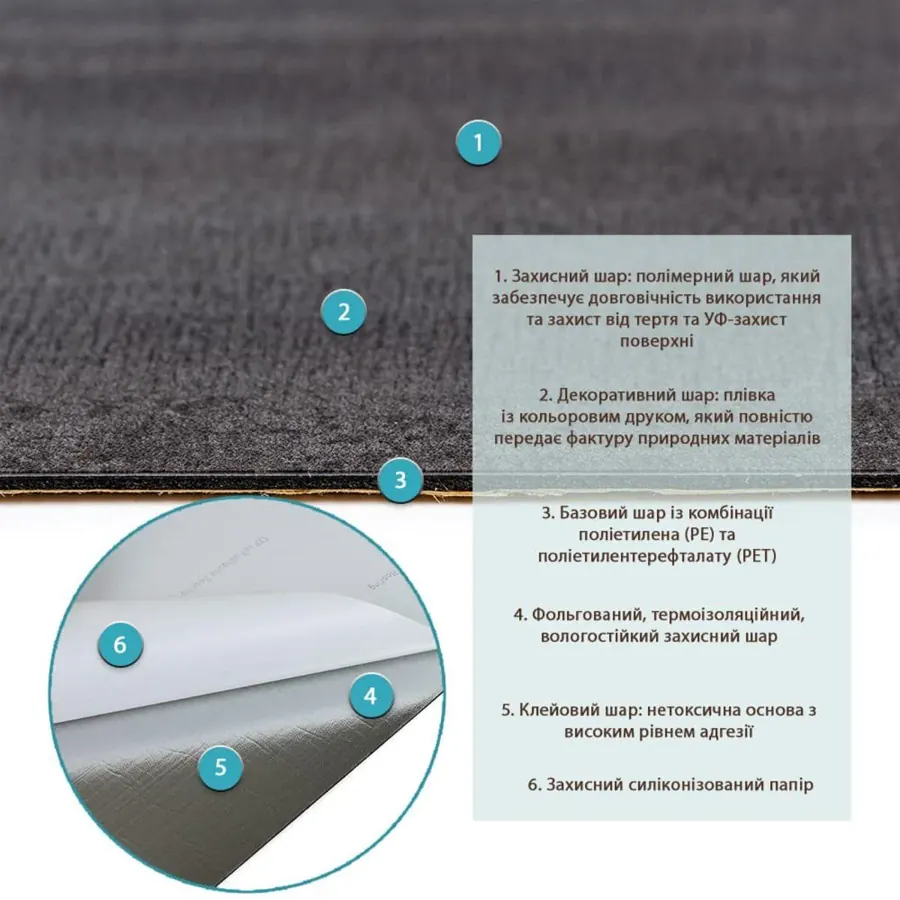 1
2
3
6
4
5
1. Захисний шар: полімерний шар, який
забезпечує довговічність використання
та захист від тертя та УФ-захист
поверхні
2. Декоративний шар: плівка
із кольоровим друком, який повністю
передає фактуру природних матеріалів
3. Базовий шар із комбінації
поліетилена (PE) та
поліетилентерефталату (PET)
4. Фольгований, термоізоляційний,
вологостійкий захисний шар
5. Клейовий шар: нетоксична основа з
високим рівнем адгезії
6. Захисний силіконізований папір